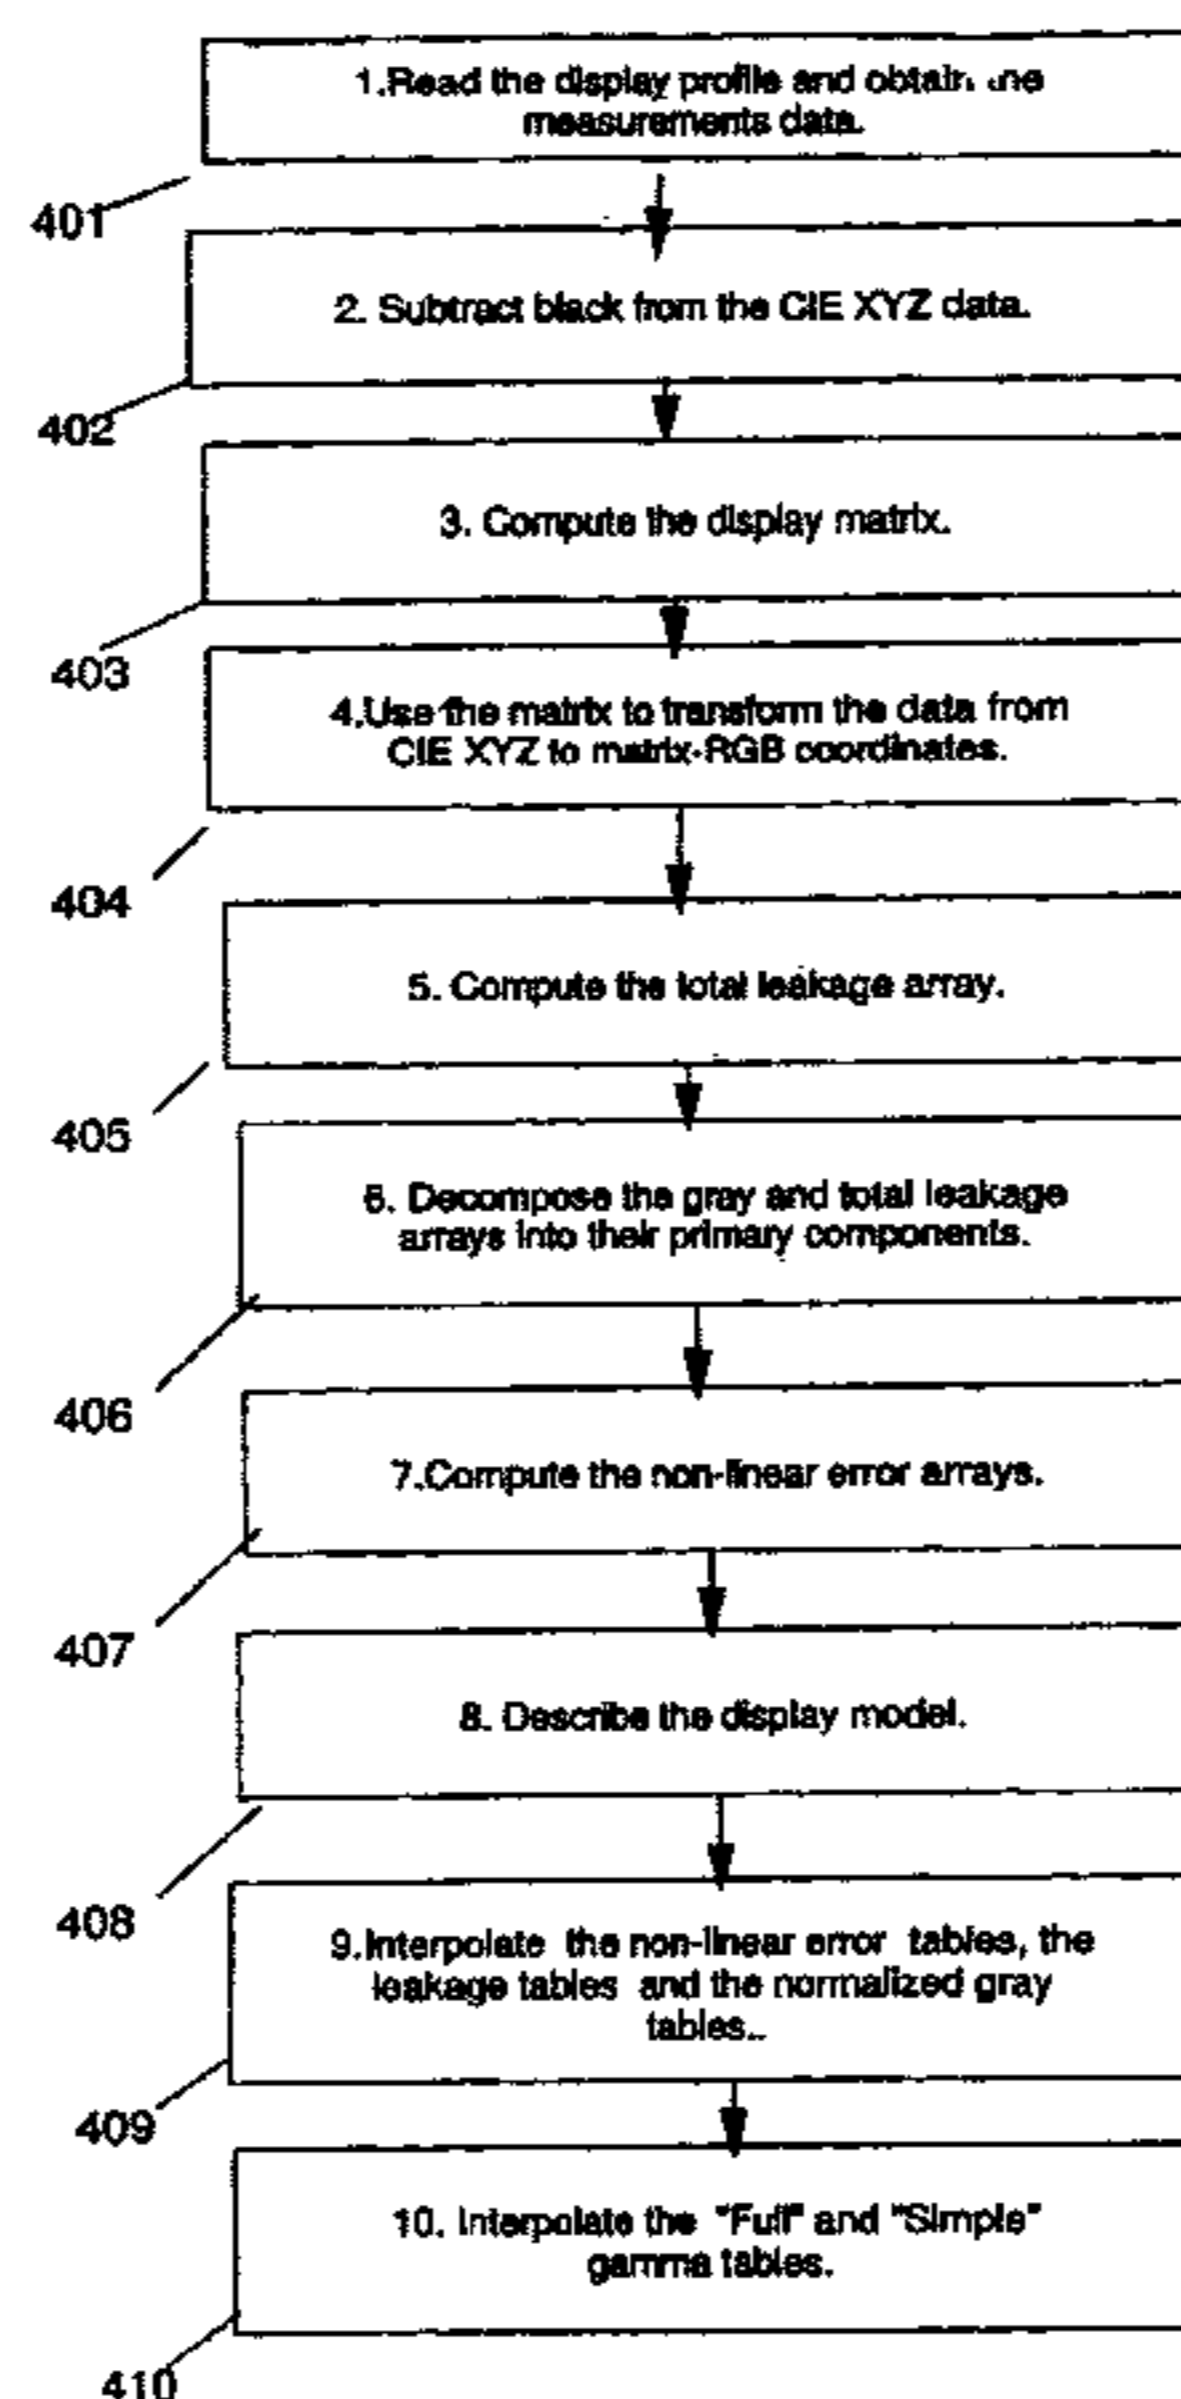 1.Read the display profile and obtain
measurements data.
401
2. Subtract black from the CIE XYZ data.
402
3. Compute the display matrix.
403
4.Use the matrix to transform the data from
CIE XYZ to matrix-RGB coordinates.
404
5. Compute the total leakage array.
405
6. Decompose the gray and total leakage
arrays into their primary components.
406
7.Compute the non-linear error arrays.
407
8. Describe the display model.
408
9.Interpolate the non-linear error tables, the
leakage tables and the normalized gray
tables..
409
10. Interpolate the "Full" and "Simple"
gamma tables.
410